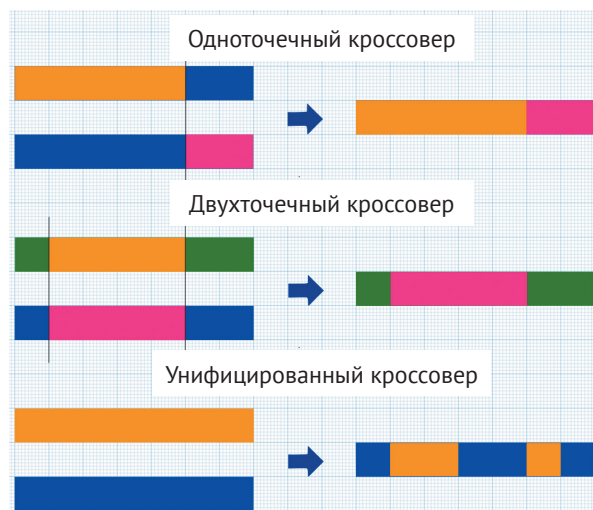 Одноточечный кроссовер
Двухточечный кроссовер
Унифицированный кроссовер